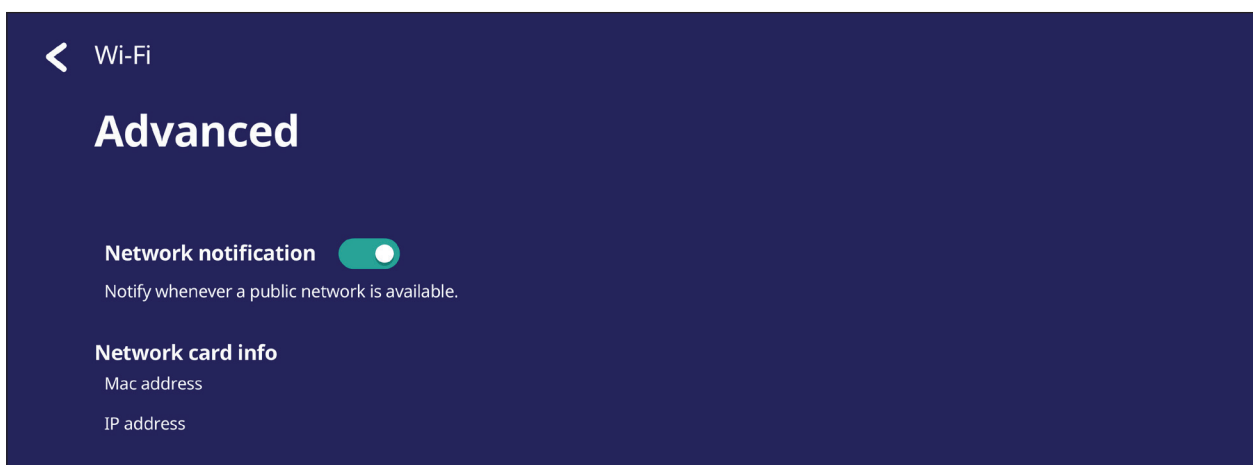 Wi-Fi
Advanced
Network notification
Notify whenever a public network is available.
Network card info
Mac address
IP address